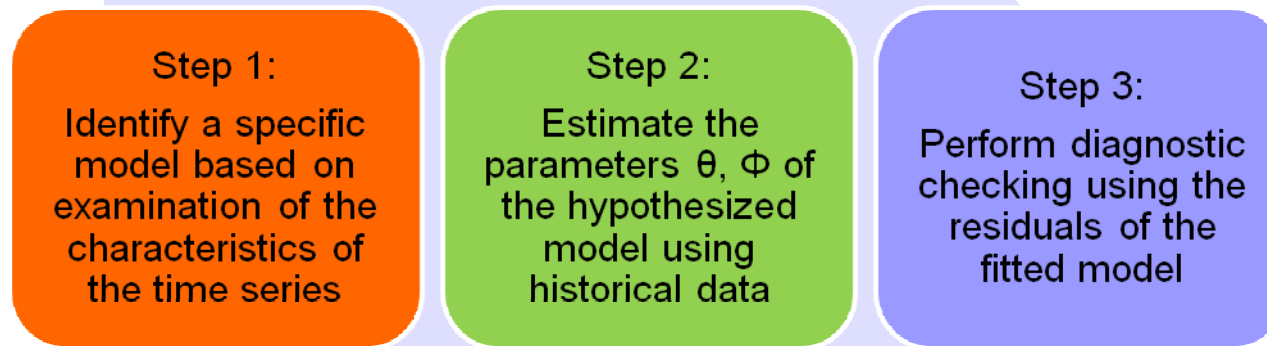 Step 1:
Identify a specific
model based on
examination of the
characteristics of
the time series
Step 2:
Estimate the
parameters θ, Φ of
the hypothesized
model using
historical data
Step 3:
Perform diagnostic
checking using the
residuals of the
fitted model